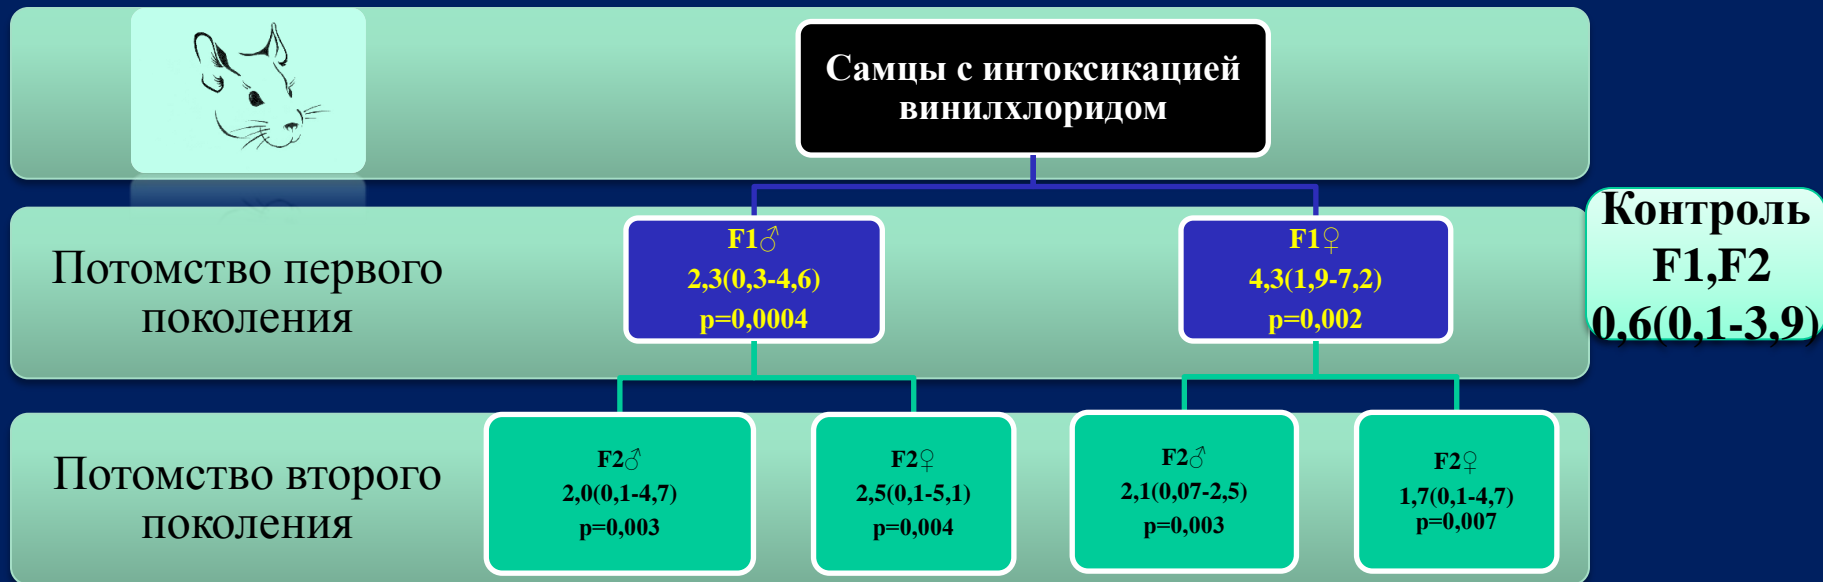 Самцы с интоксикацией
винилхлоридом
Потомство первого
поколения
F1♂
2,3(0,3-4,6)
p=0,0004
F1♀
4,3(1,9-7,2)
p=0,002
Контроль
F1,F2
0,6(0,1-3,9)
Потомство второго
поколения
F2♂
2,0(0,1-4,7)
p=0,003
F2♀
2,5(0,1-5,1)
p=0,004
F2♂
2,1(0,07-2,5)
p=0,003
F2♀
1,7(0,1-4,7)
p=0,007